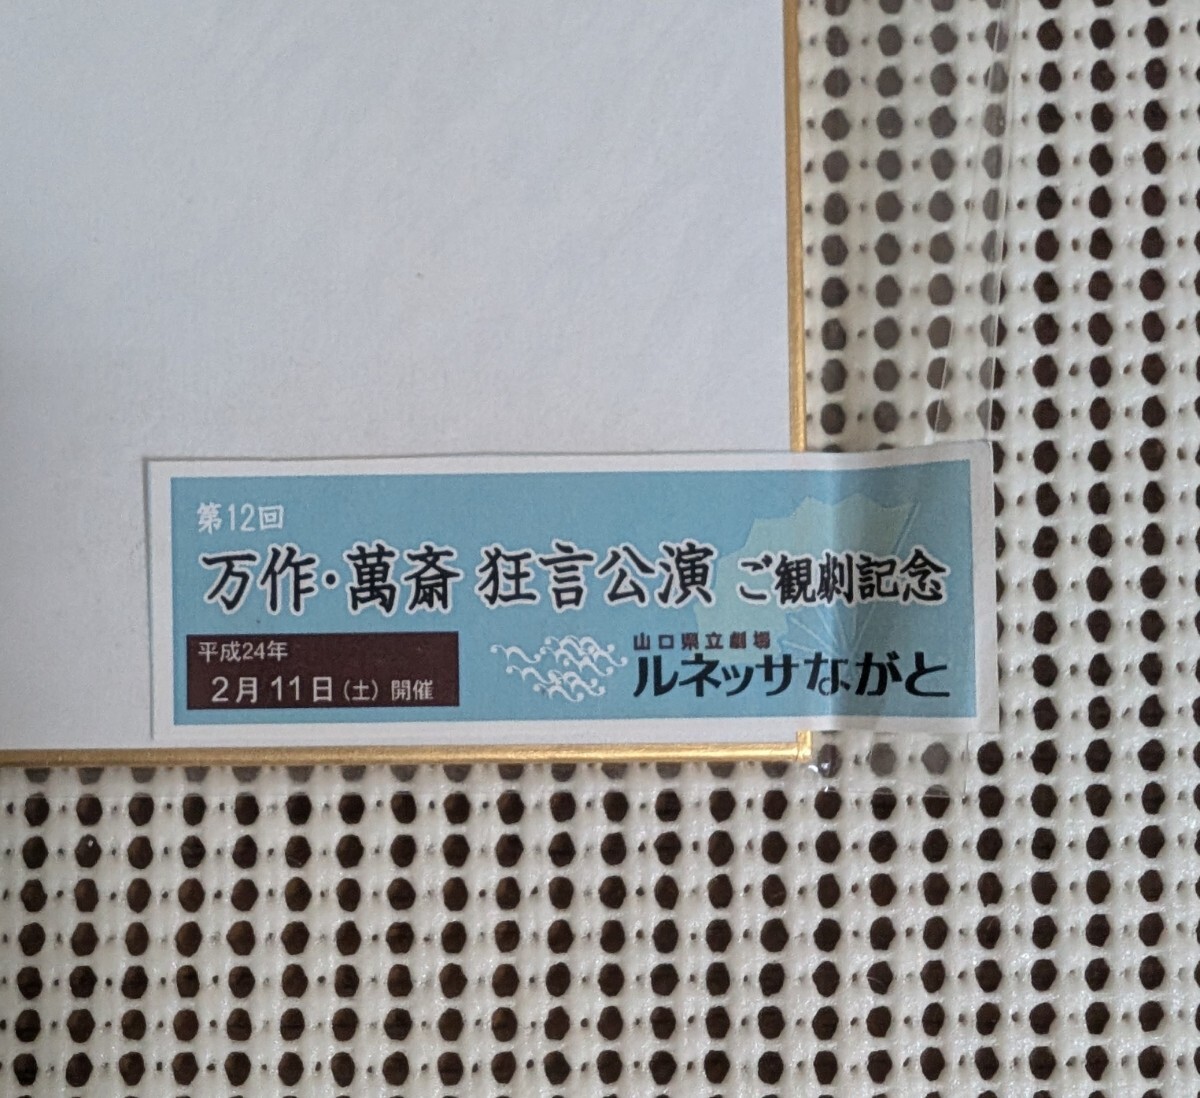 第12回
万作・萬斎 狂言公演 ご観劇記念
平成24年
2月11日(土)開催
山口県立劇場
ルネッサながと